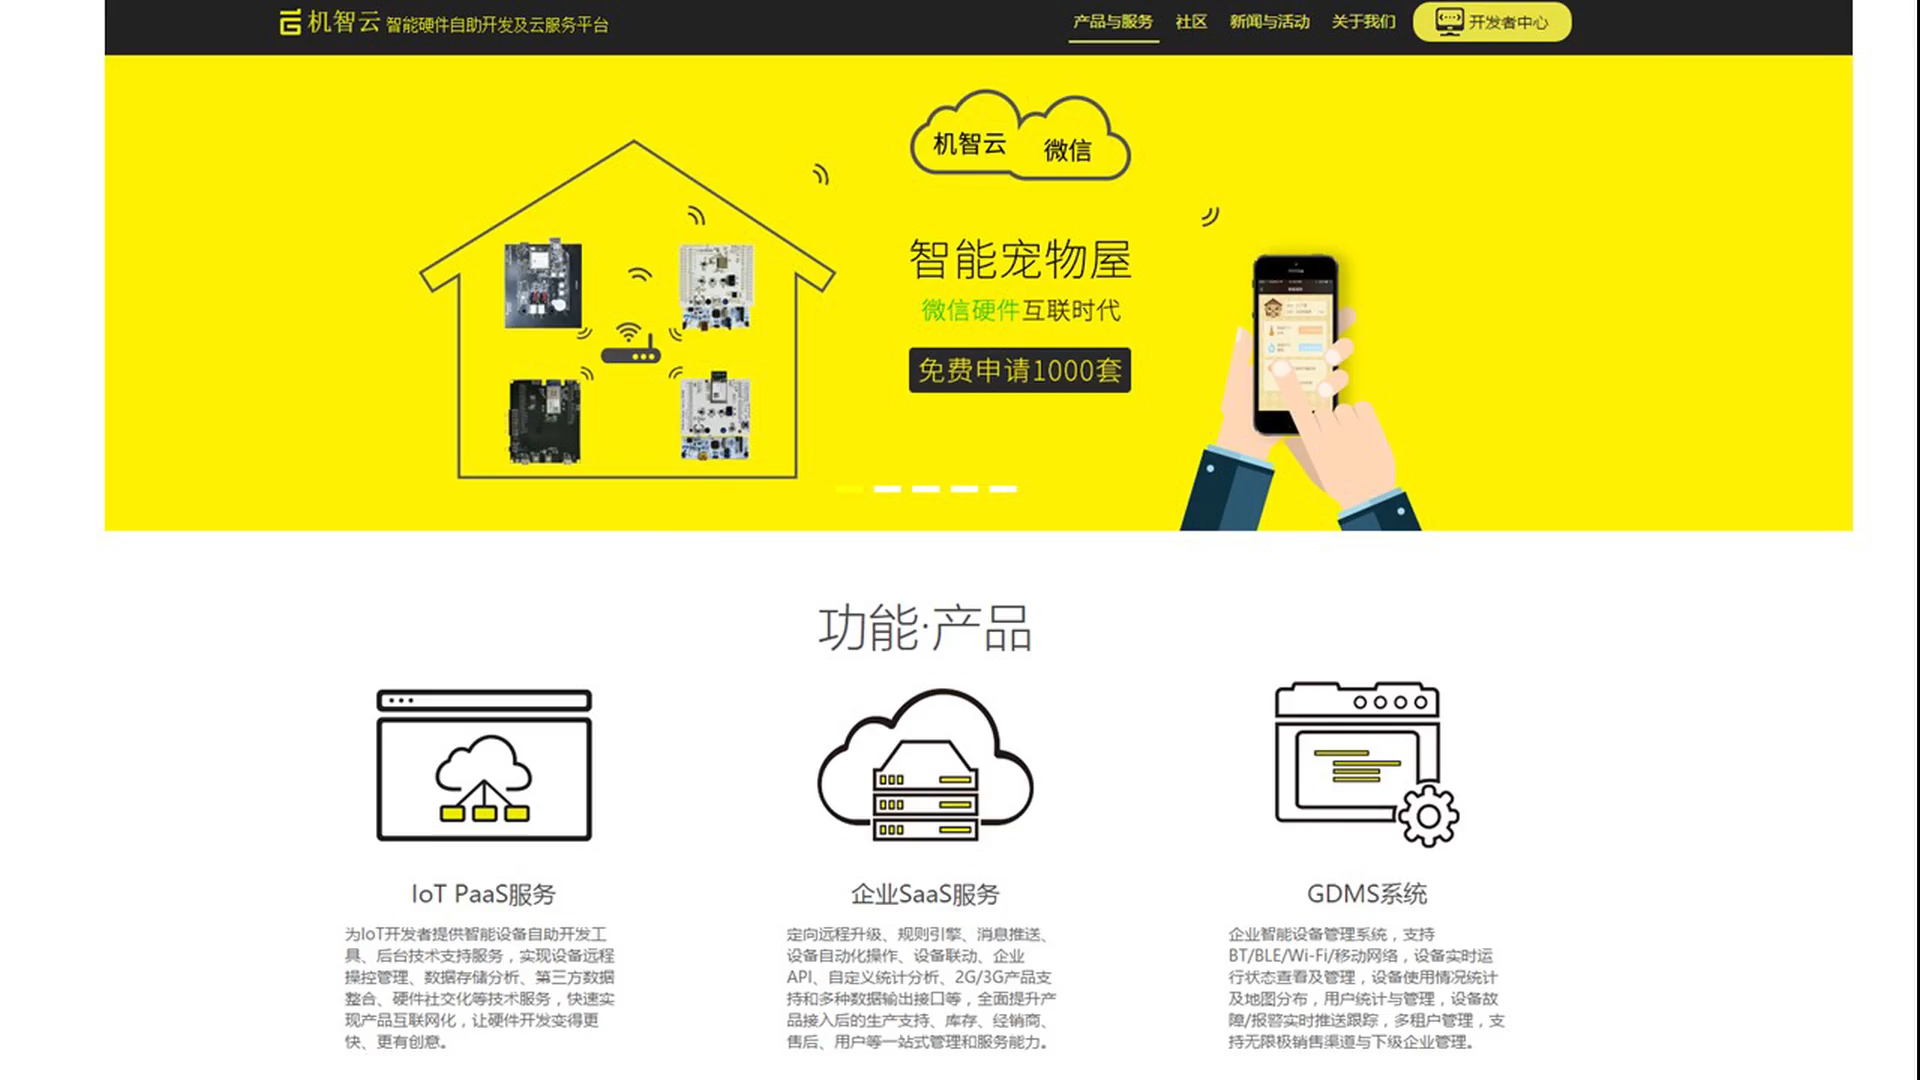 机智云 智能硬件自助开发及云服务平台
产品与服务 社区 新闻与活动 关于我们 开发者中心
机智云 微信
智能宠物屋
微信硬件互联时代
免费申请1000套
功能·产品
IoT PaaS服务
为IoT开发者提供智能设备自助开发工
具、后台技术支持服务，实现设备远程
操控管理、数据存储分析、第三方数据
整合、硬件社交化等技术服务，快速实
现产品互联网化，让硬件开发变得更
快、更有创意。
企业SaaS服务
定向远程升级、规则引擎、消息推送、
设备自动化操作、设备联动、企业
API、自定义统计分析、2G/3G产品支
持和多种数据输出接口等，全面提升产
品接入后的生产支持、库存、经销商、
售后、用户等一站式管理和服务能力。
GDMS系统
企业智能设备管理系统，支持
BT/BLE/Wi-Fi/移动网络，设备实时运
行状态查看及管理，设备使用情况统计
及地图分布，用户统计与管理，设备故
障/报警实时推送跟踪，多租户管理，支
持无限极销售渠道与下级企业管理。